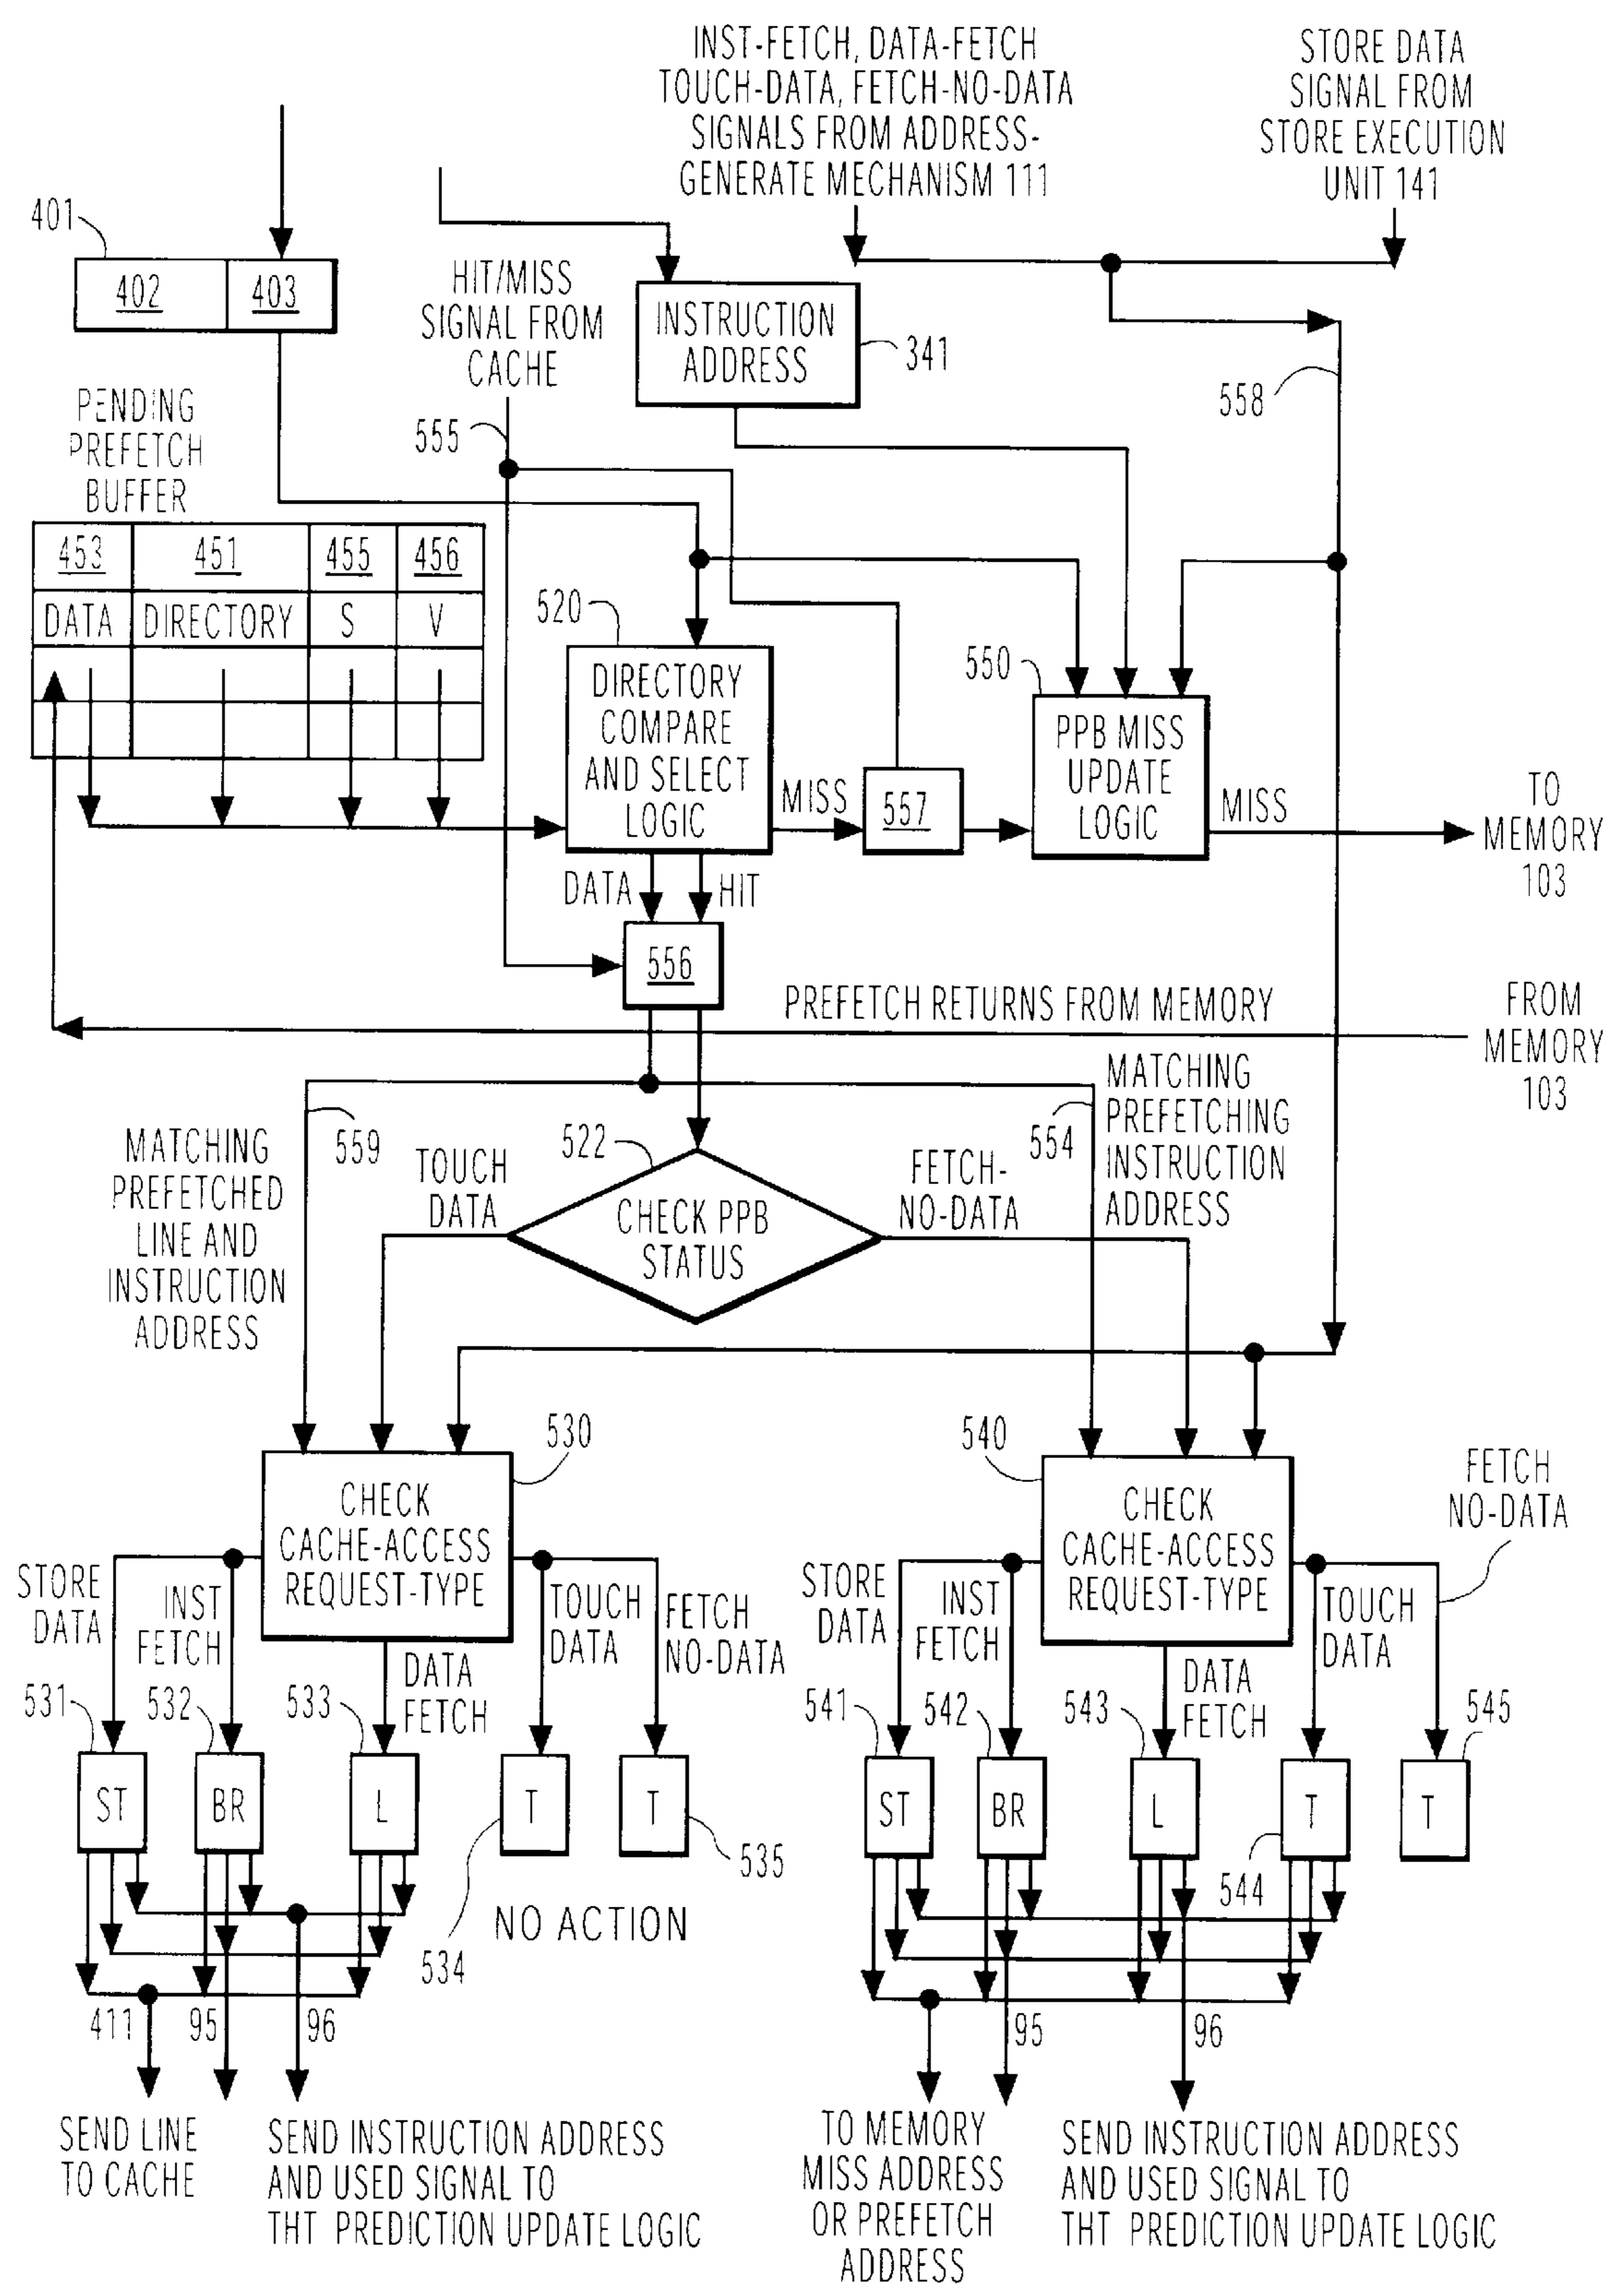 INST-FETCH, DATA-FETCH
TOUCH-DATA, FETCH-NO-DATA
SIGNALS FROM ADDRESS-
GENERATE MECHANISM 111
STORE DATA
SIGNAL FROM
STORE EXECUTION
UNIT 141
401
402
403
HIT/MISS
SIGNAL FROM
CACHE
INSTRUCTION
ADDRESS
341
558
PENDING
PREFETCH
BUFFER
555
453
451
455
456
DATA
DIRECTORY
S
V
520
DIRECTORY
COMPARE
AND SELECT
LOGIC
MISS
557
550
PPB MISS
UPDATE
LOGIC
MISS
TO
MEMORY
103
DATA
HIT
556
PREFETCH RETURNS FROM MEMORY
FROM
MEMORY
103
MATCHING
PREFETCHED
LINE AND
INSTRUCTION
ADDRESS
559
TOUCH
DATA
522
CHECK PPB
STATUS
FETCH-
NO-DATA
554
MATCHING
PREFETCHING
INSTRUCTION
ADDRESS
530
CHECK
CACHE-ACCESS
REQUEST-TYPE
540
CHECK
CACHE-ACCESS
REQUEST-TYPE
FETCH
NO-DATA
STORE
DATA
INST
FETCH
DATA
FETCH
TOUCH
DATA
FETCH
NO-DATA
STORE
DATA
INST
FETCH
DATA
FETCH
TOUCH
DATA
531
532
533
541
542
543
545
ST
BR
L
T
T
ST
BR
L
T
T
535
534
NO ACTION
544
411
95
96
95
96
SEND LINE
TO CACHE
SEND INSTRUCTION ADDRESS
AND USED SIGNAL TO
THT PREDICTION UPDATE LOGIC
TO MEMORY
MISS ADDRESS
OR PREFETCH
ADDRESS
SEND INSTRUCTION ADDRESS
AND USED SIGNAL TO
THT PREDICTION UPDATE LOGIC